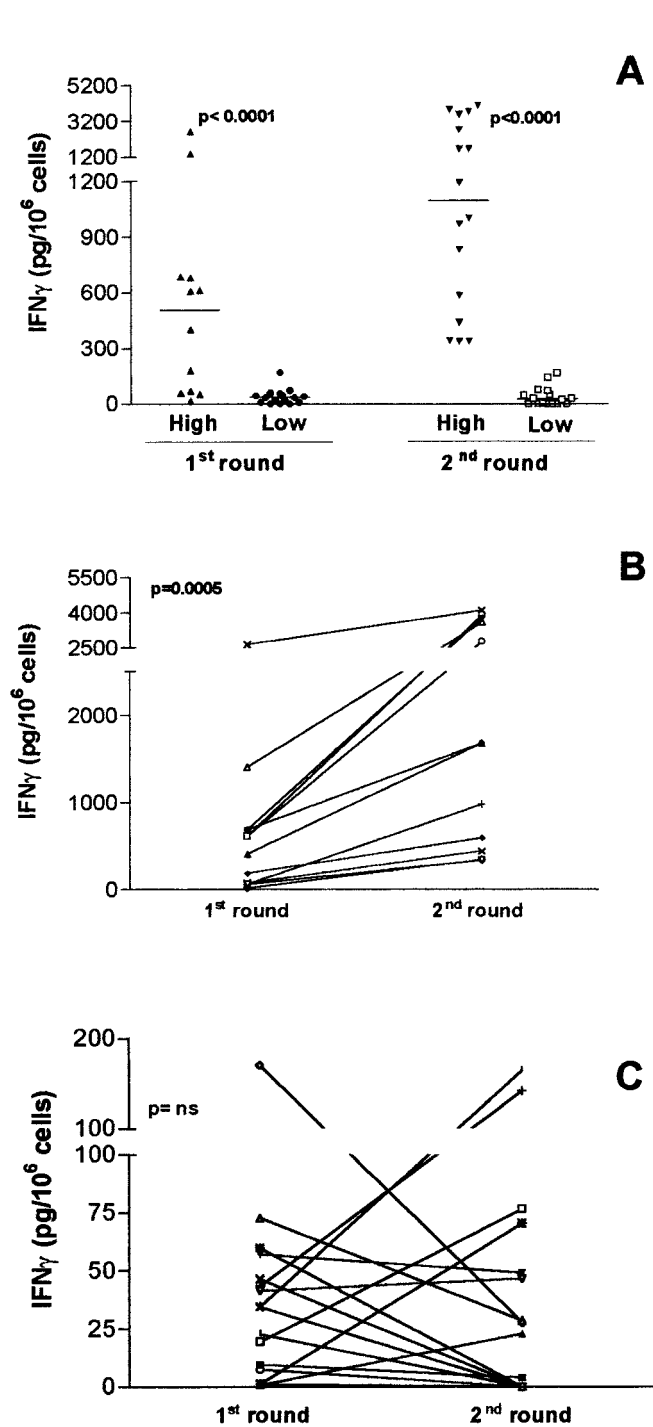 A
5200
3200
1200
1200
900
600
300
0
IFNγ (pg/10⁶ cells)
p< 0.0001
p<0.0001
High Low High Low
1st round 2nd round
B
5500
4000
2500
2000
1000
0
IFNγ (pg/10⁶ cells)
p=0.0005
1st round 2nd round
C
200
100
100
75
50
25
0
IFNγ (pg/10⁶ cells)
p= ns
1st round 2nd round